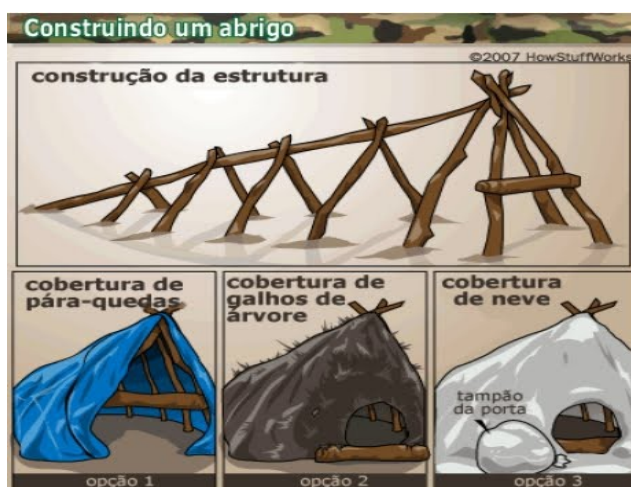 Construindo um abrigo
©2007 HowStuffWorks
construção da estrutura
cobertura de
pára-quedas
cobertura de
galhos de
árvore
cobertura
de neve
tampão
da porta
opção 1
opção 2
opção 3